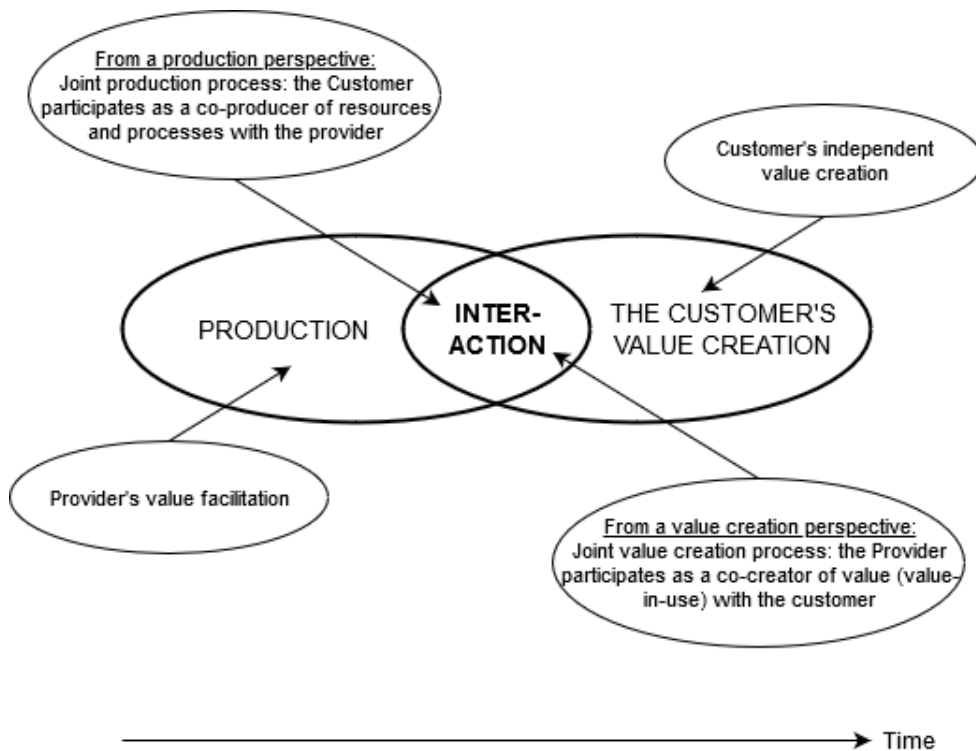 From a production perspective:
Joint production process: the Customer
participates as a co-producer of resources
and processes with the provider
Customer's independent
value creation
PRODUCTION
INTER-
ACTION
THE CUSTOMER'S
VALUE CREATION
Provider's value facilitation
From a value creation perspective:
Joint value creation process: the Provider
participates as a co-creator of value (value-
in-use) with the customer
Time